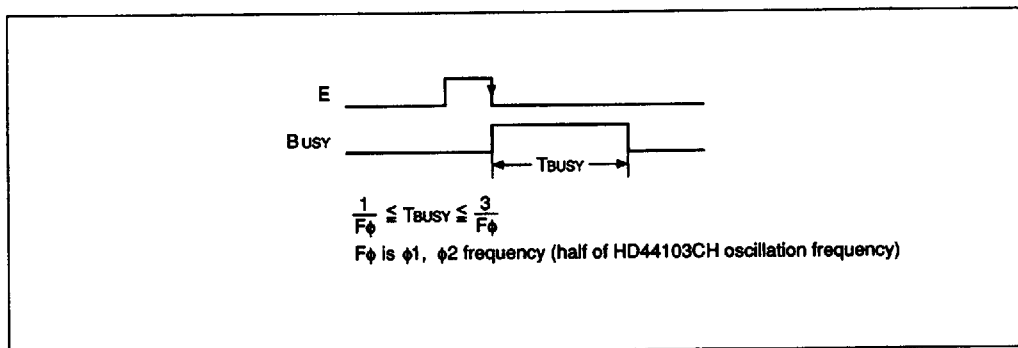 E
BUSY
TBUSY
1/Fφ ≦ TBUSY ≦ 3/Fφ
Fφ is φ1, φ2 frequency (half of HD44103CH oscillation frequency)